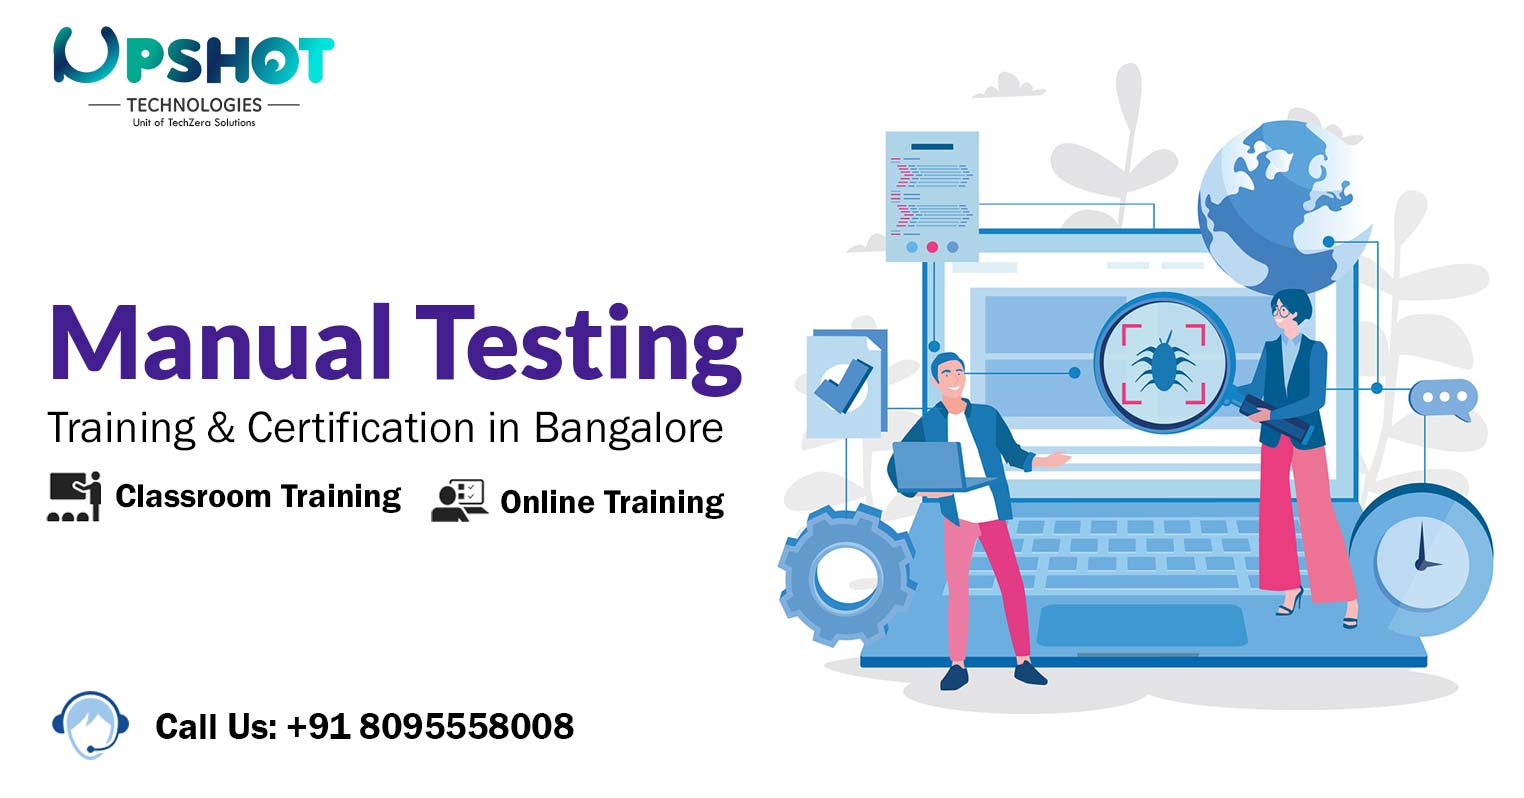 UPSHOT
TECHNOLOGIES
Unit of TechZera Solutions
Manual Testing
Training & Certification in Bangalore
Classroom Training
Online Training
Call Us: +91 8095558008